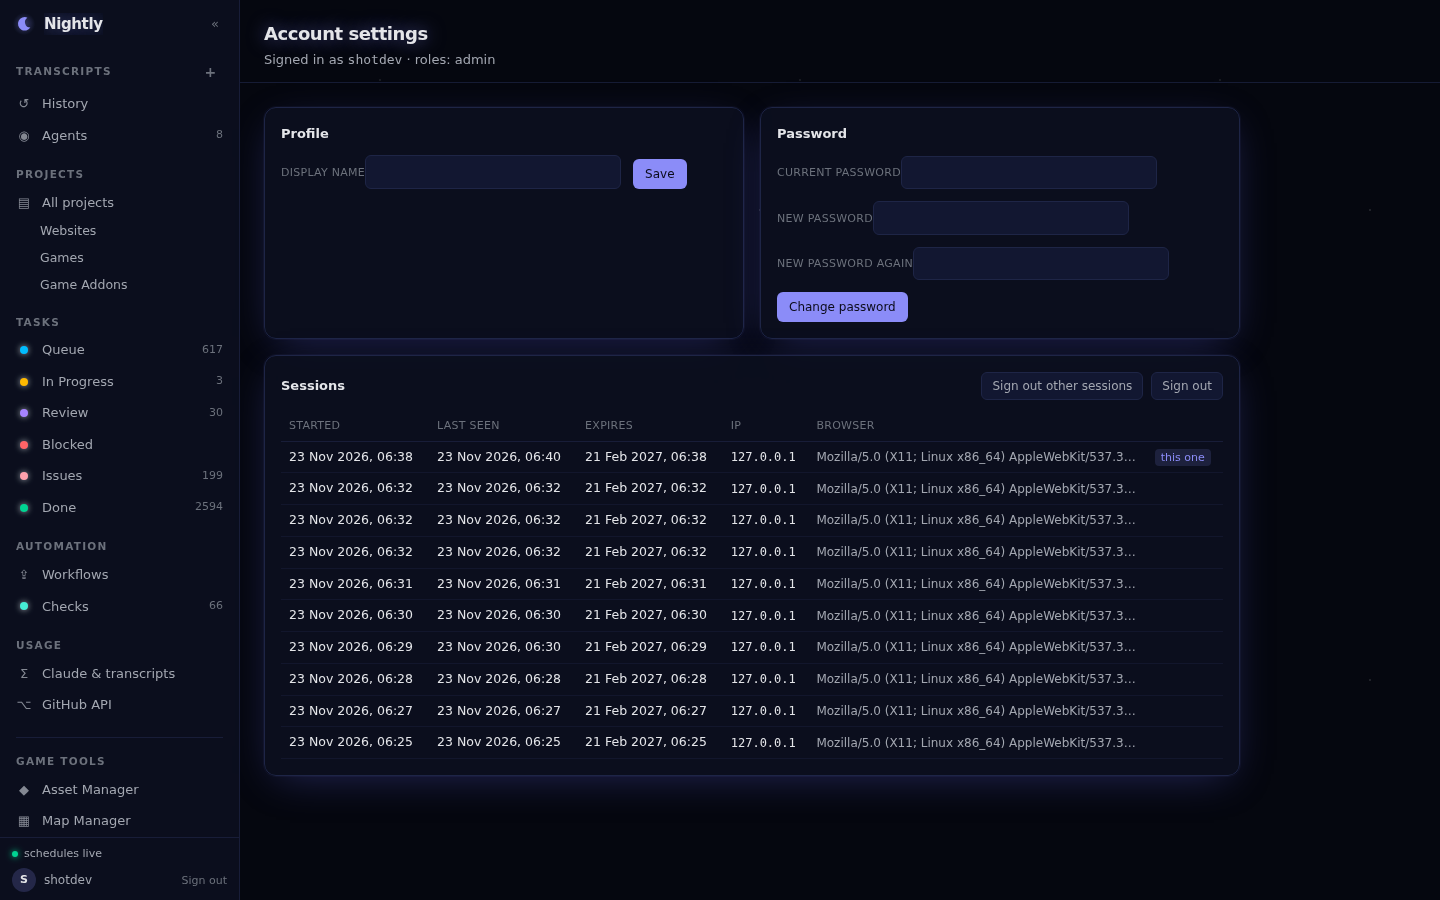 Nightly
«
TRANSCRIPTS +
History
Agents 8
PROJECTS
All projects
Websites
Games
Game Addons
TASKS
Queue 617
In Progress 3
Review 30
Blocked
Issues 199
Done 2594
AUTOMATION
Workflows
Checks 66
USAGE
Σ Claude & transcripts
GitHub API
GAME TOOLS
Asset Manager
Map Manager
schedules live
S shotdev Sign out
Account settings
Signed in as shotdev · roles: admin
Profile
DISPLAY NAME
Save
Password
CURRENT PASSWORD
NEW PASSWORD
NEW PASSWORD AGAIN
Change password
Sessions Sign out other sessions Sign out
STARTED LAST SEEN EXPIRES IP BROWSER
23 Nov 2026, 06:38 23 Nov 2026, 06:40 21 Feb 2027, 06:38 127.0.0.1 Mozilla/5.0 (X11; Linux x86_64) AppleWebKit/537.3… this one
23 Nov 2026, 06:32 23 Nov 2026, 06:32 21 Feb 2027, 06:32 127.0.0.1 Mozilla/5.0 (X11; Linux x86_64) AppleWebKit/537.3…
23 Nov 2026, 06:32 23 Nov 2026, 06:32 21 Feb 2027, 06:32 127.0.0.1 Mozilla/5.0 (X11; Linux x86_64) AppleWebKit/537.3…
23 Nov 2026, 06:32 23 Nov 2026, 06:32 21 Feb 2027, 06:32 127.0.0.1 Mozilla/5.0 (X11; Linux x86_64) AppleWebKit/537.3…
23 Nov 2026, 06:31 23 Nov 2026, 06:31 21 Feb 2027, 06:31 127.0.0.1 Mozilla/5.0 (X11; Linux x86_64) AppleWebKit/537.3…
23 Nov 2026, 06:30 23 Nov 2026, 06:30 21 Feb 2027, 06:30 127.0.0.1 Mozilla/5.0 (X11; Linux x86_64) AppleWebKit/537.3…
23 Nov 2026, 06:29 23 Nov 2026, 06:29 21 Feb 2027, 06:29 127.0.0.1 Mozilla/5.0 (X11; Linux x86_64) AppleWebKit/537.3…
23 Nov 2026, 06:28 23 Nov 2026, 06:28 21 Feb 2027, 06:28 127.0.0.1 Mozilla/5.0 (X11; Linux x86_64) AppleWebKit/537.3…
23 Nov 2026, 06:27 23 Nov 2026, 06:27 21 Feb 2027, 06:27 127.0.0.1 Mozilla/5.0 (X11; Linux x86_64) AppleWebKit/537.3…
23 Nov 2026, 06:25 23 Nov 2026, 06:25 21 Feb 2027, 06:25 127.0.0.1 Mozilla/5.0 (X11; Linux x86_64) AppleWebKit/537.3…